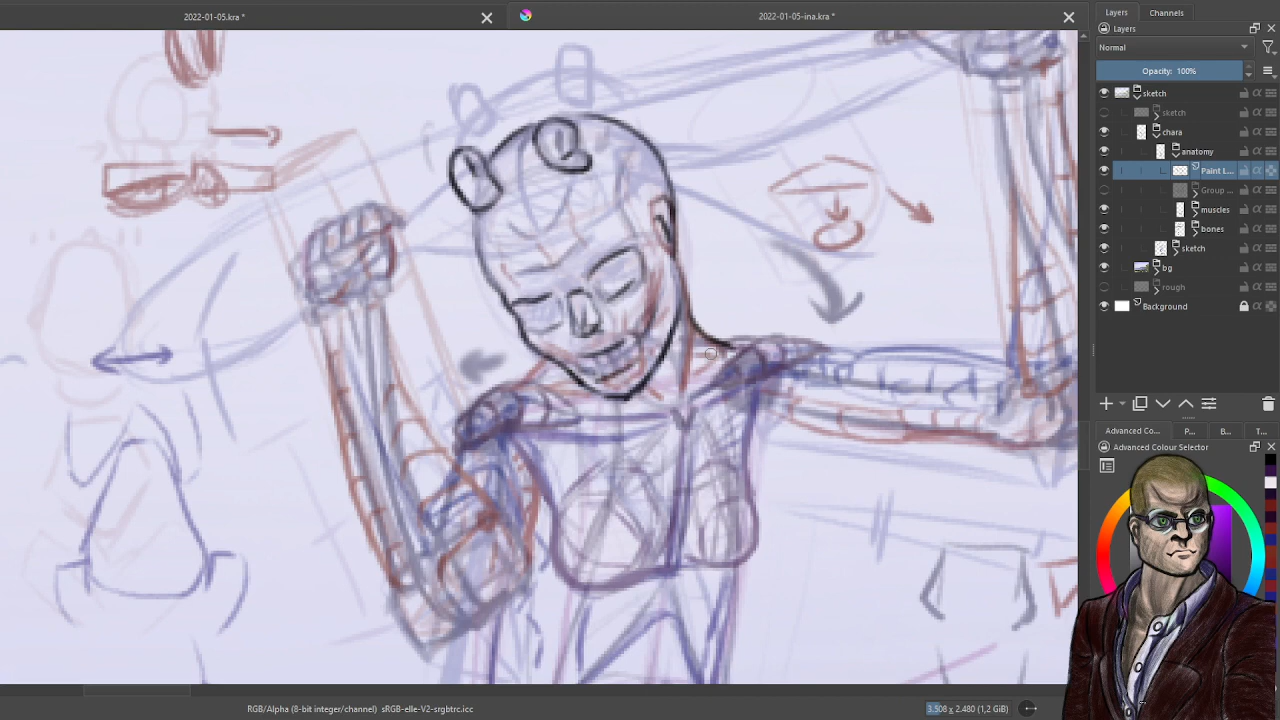 2022-01-05.kra *
2022-01-05-ina.kra *
Layers
Channels
Layers
Normal
Opacity: 100%
sketch
sketch
chara
anatomy
Paint L...
Group ...
muscles
bones
sketch
bg
rough
Background
Advanced Co...
P...
B...
T...
Advanced Colour Selector
RGB/Alpha (8-bit integer/channel) sRGB-elle-V2-srgbtrc.icc
3.508 x 2.480 (1,2 GiB)